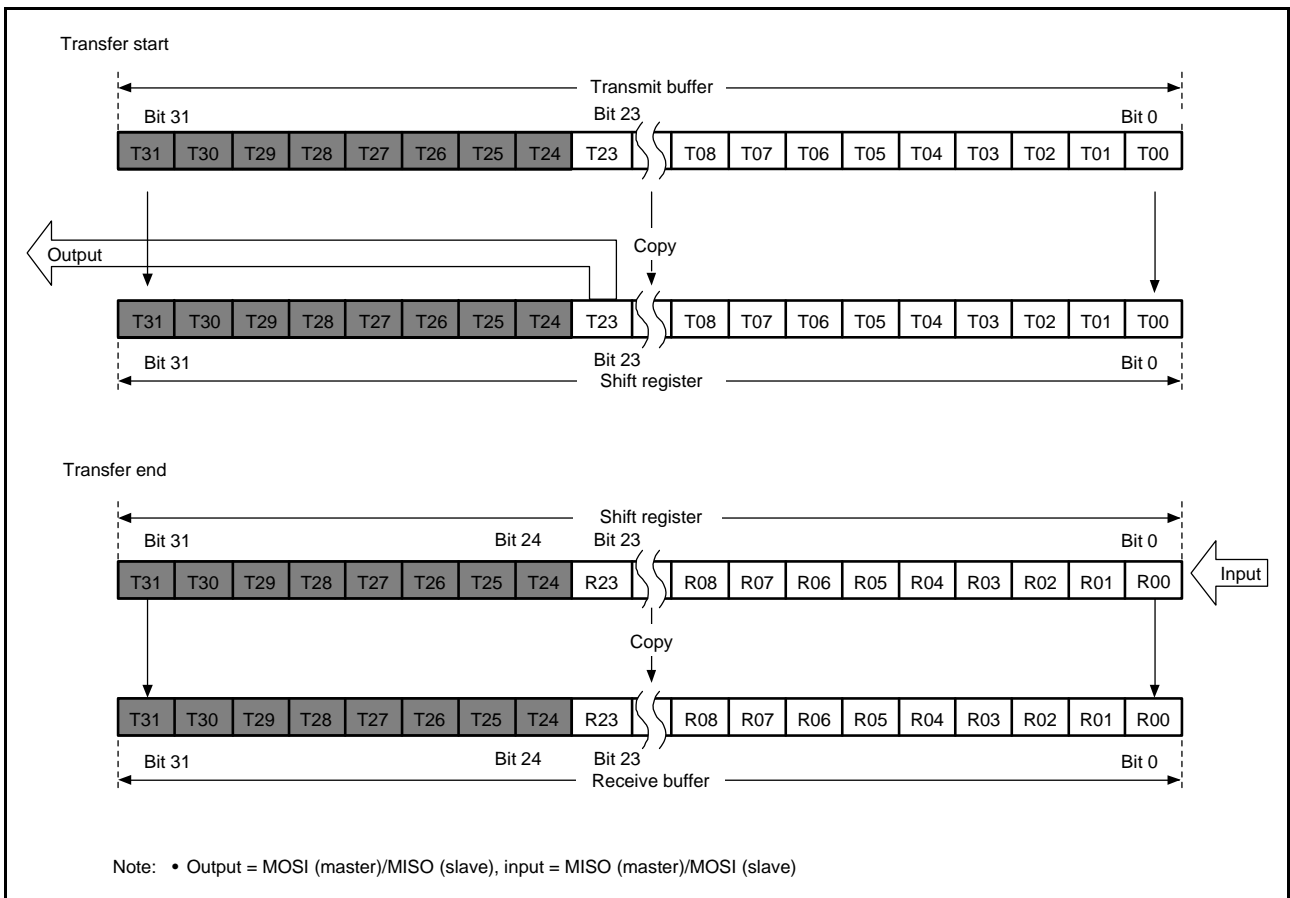 Transfer start
Transmit buffer
Bit 31 Bit 23 Bit 0
T31 T30 T29 T28 T27 T26 T25 T24 T23 T08 T07 T06 T05 T04 T03 T02 T01 T00
Output Copy
T31 T30 T29 T28 T27 T26 T25 T24 T23 T08 T07 T06 T05 T04 T03 T02 T01 T00
Bit 31 Bit 23 Bit 0
Shift register
Transfer end
Shift register
Bit 31 Bit 24 Bit 23 Bit 0
T31 T30 T29 T28 T27 T26 T25 T24 R23 R08 R07 R06 R05 R04 R03 R02 R01 R00 Input
Copy
T31 T30 T29 T28 T27 T26 T25 T24 R23 R08 R07 R06 R05 R04 R03 R02 R01 R00
Bit 31 Bit 24 Bit 23 Bit 0
Receive buffer
Note: • Output = MOSI (master)/MISO (slave), input = MISO (master)/MOSI (slave)